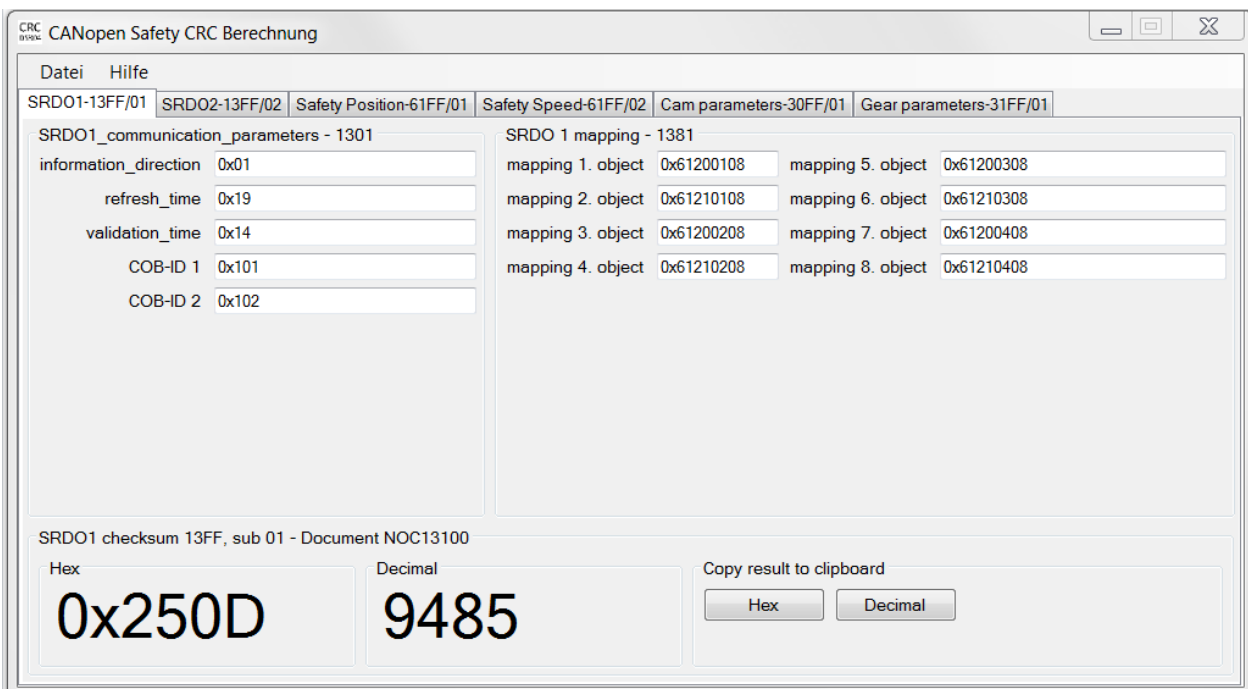 CRC CANopen Safety CRC Berechnung
Datei Hilfe
SRDO1-13FF/01 SRDO2-13FF/02 Safety Position-61FF/01 Safety Speed-61FF/02 Cam parameters-30FF/01 Gear parameters-31FF/01
SRDO1_communication_parameters - 1301
information_direction 0x01
refresh_time 0x19
validation_time 0x14
COB-ID 1 0x101
COB-ID 2 0x102
SRDO 1 mapping - 1381
mapping 1. object 0x61200108 mapping 5. object 0x61200308
mapping 2. object 0x61210108 mapping 6. object 0x61210308
mapping 3. object 0x61200208 mapping 7. object 0x61200408
mapping 4. object 0x61210208 mapping 8. object 0x61210408
SRDO1 checksum 13FF, sub 01 - Document NOC13100
Hex
0x250D
Decimal
9485
Copy result to clipboard
Hex Decimal